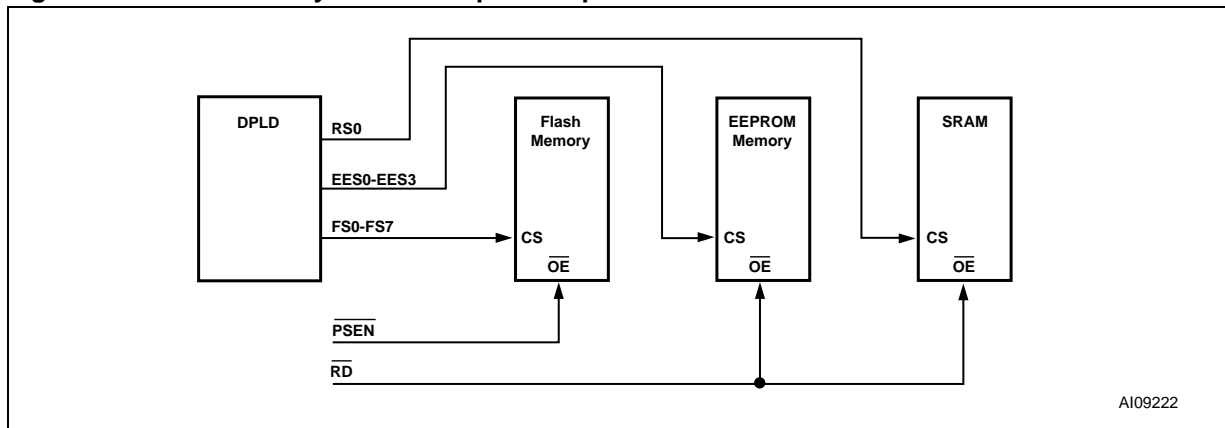 DPLD
RS0
EES0-EES3
FS0-FS7
Flash
Memory
CS
OE
EEPROM
Memory
CS
OE
SRAM
CS
OE
PSEN
RD
AI09222